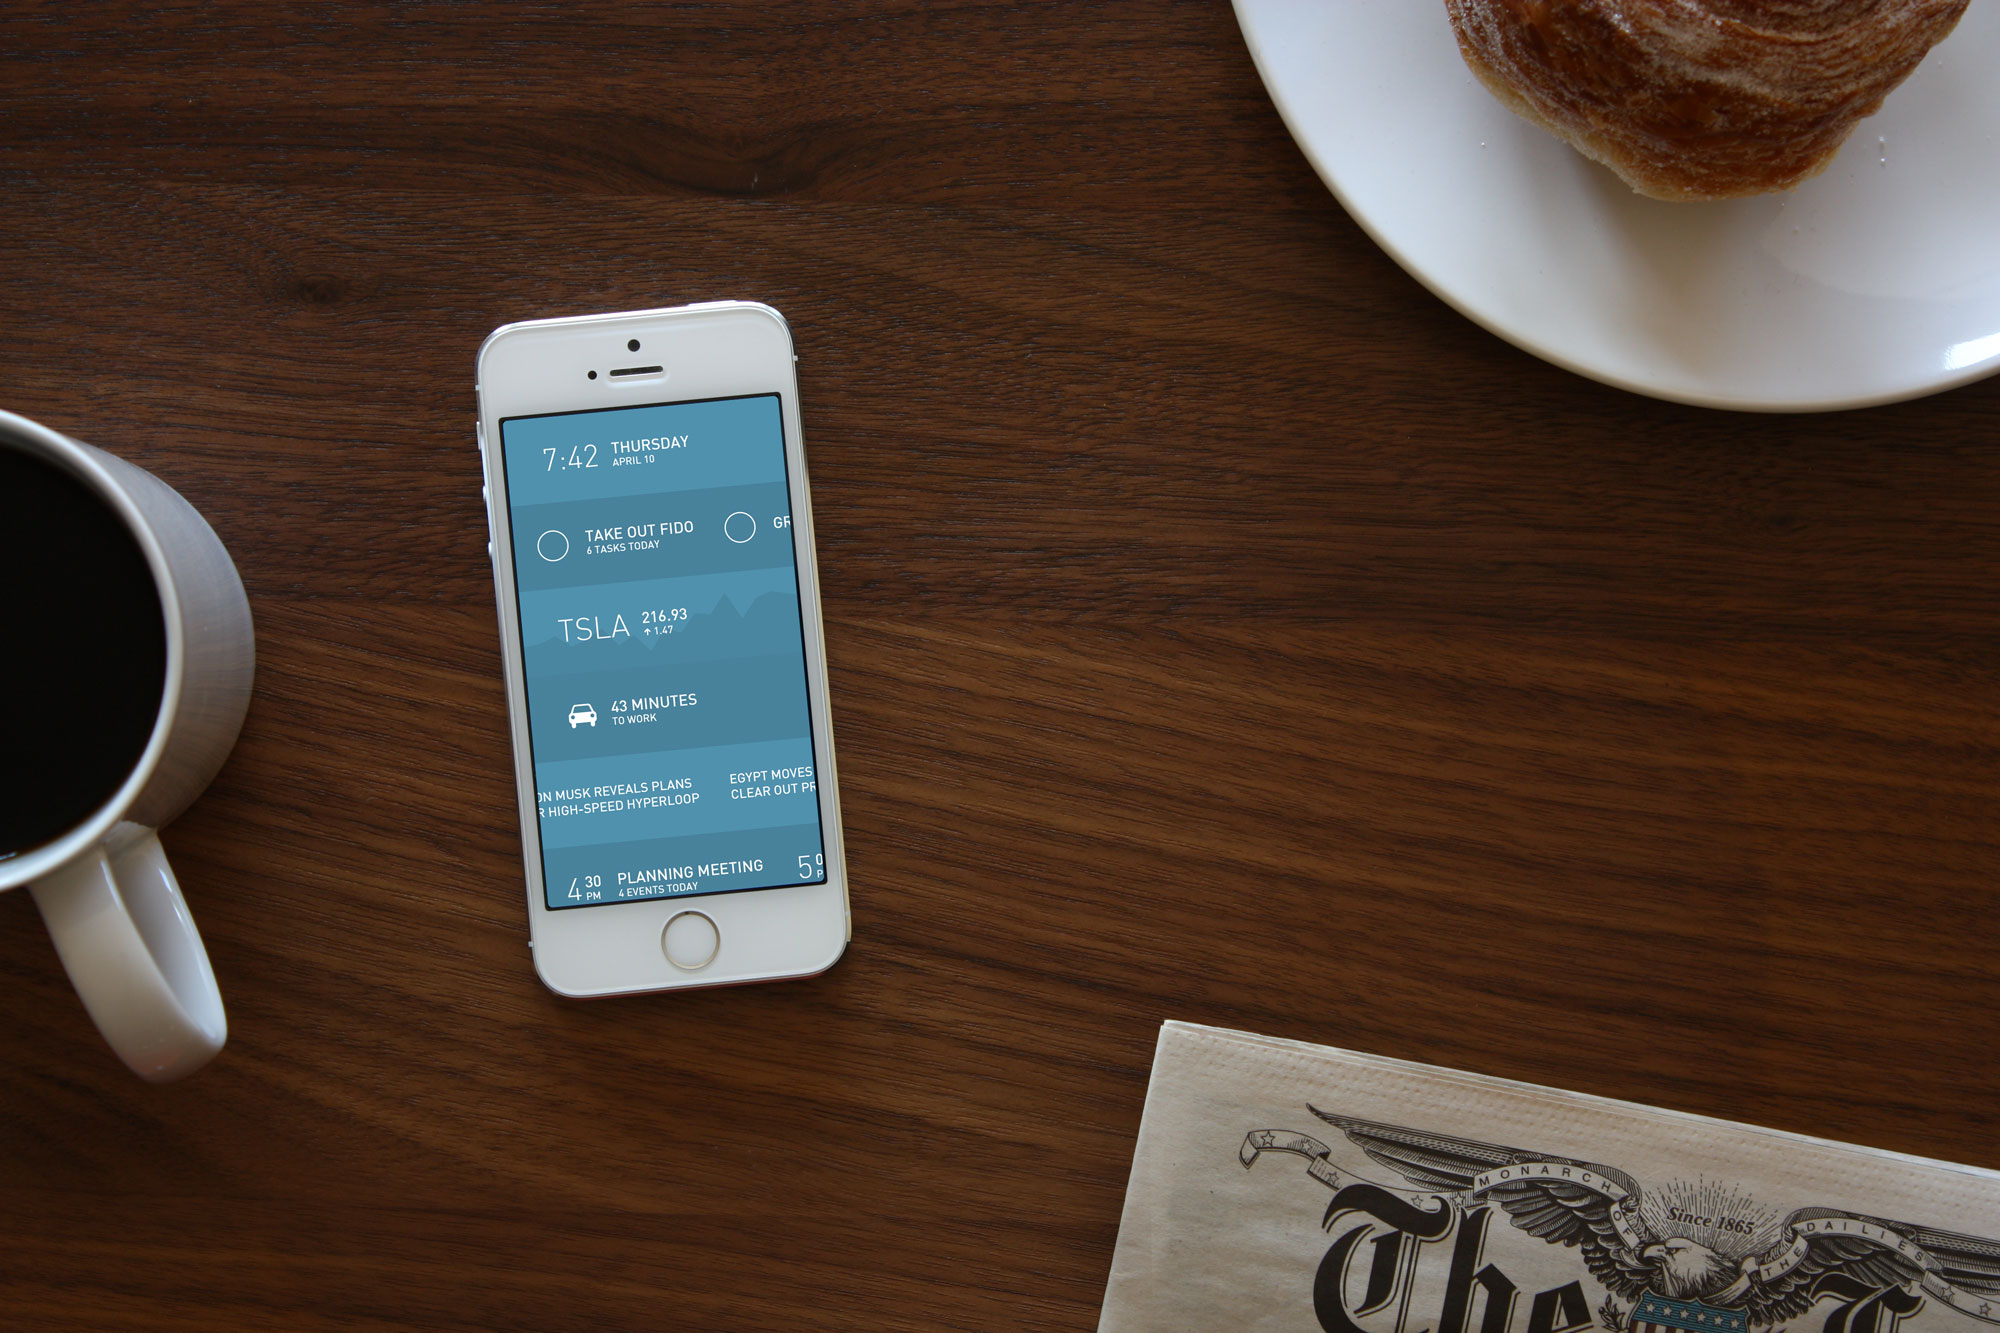 7:42 THURSDAY
APRIL 10
TAKE OUT FIDO
6 TASKS TODAY
TSLA 216.93
↑ 1.47
43 MINUTES
TO WORK
ON MUSK REVEALS PLANS
R HIGH-SPEED HYPERLOOP
EGYPT MOVES
CLEAR OUT
4 30 PM
PLANNING MEETING
4 EVENTS TODAY
5
MONARCH OF THE DAILIES
Since 1865
The